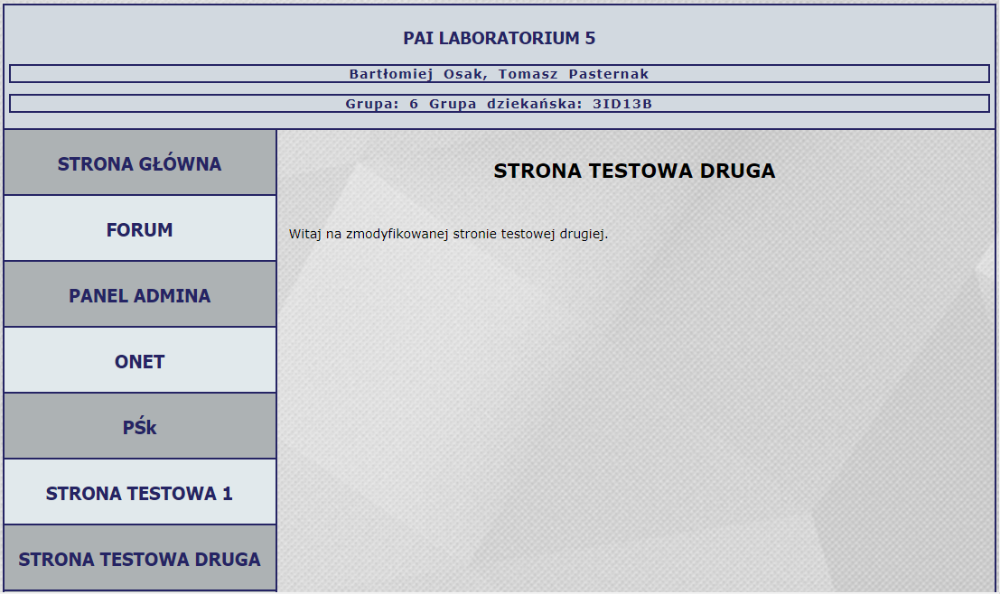 PAI LABORATORIUM 5
Bartłomiej Osak, Tomasz Pasternak
Grupa: 6 Grupa dziekańska: 3ID13B
STRONA GŁÓWNA
FORUM
PANEL ADMINA
ONET
PŚk
STRONA TESTOWA 1
STRONA TESTOWA DRUGA
STRONA TESTOWA DRUGA
Witaj na zmodyfikowanej stronie testowej drugiej.